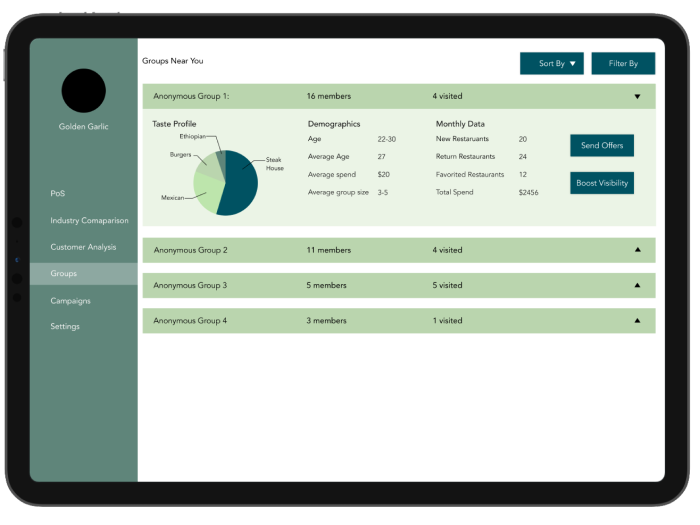 Groups Near You
Sort By
Filter By
Golden Garlic
PoS
Industry Comaparison
Customer Analysis
Groups
Campaigns
Settings
Anonymous Group 1: 16 members 4 visited
Taste Profile
Ethiopian
Burgers
Steak
House
Mexican
Demographics
Age 22-30
Average Age 27
Average spend $20
Average group size 3-5
Monthly Data
New Restaruants 20
Return Restaurants 24
Favorited Restaurants 12
Total Spend $2456
Send Offers
Boost Visibility
Anonymous Group 2 11 members 4 visited
Anonymous Group 3 5 members 5 visited
Anonymous Group 4 3 members 1 visited